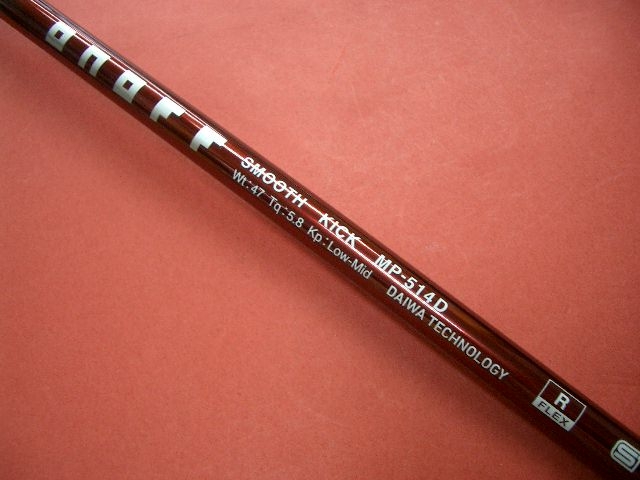 onoff
SMOOTH KICK MP-514D
Wt:47 Tq:5.8 Kp:Low-Mid DAIWA TECHNOLOGY
R
FLEX
S